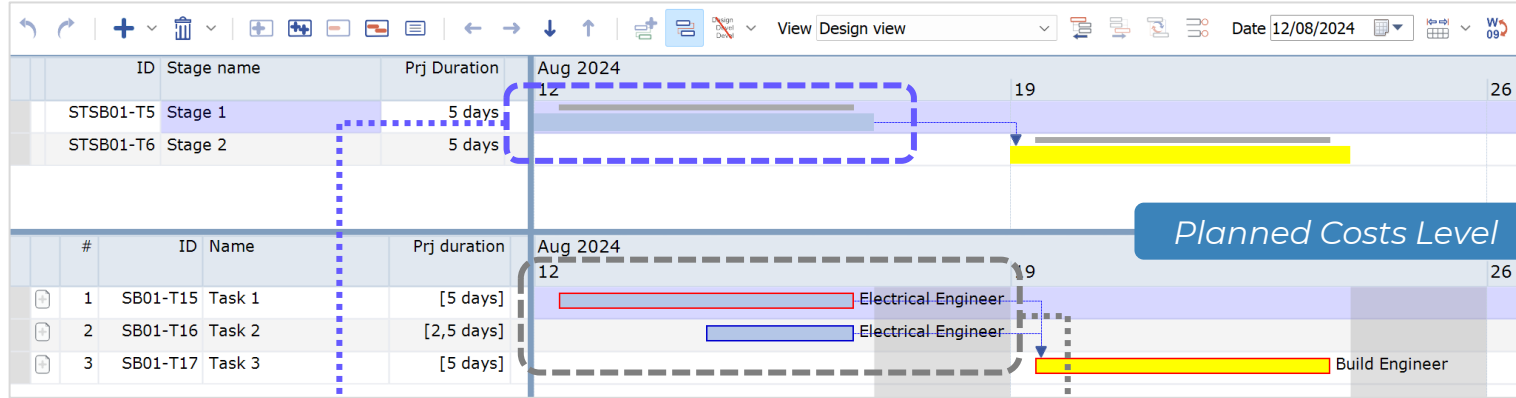 View Design view Date 12/08/2024 W 09
ID Stage name Prj Duration Aug 2024
12 19 26
STSB01-T5 Stage 1 5 days
STSB01-T6 Stage 2 5 days
Planned Costs Level
# ID Name Prj duration Aug 2024
12 19 26
1 SB01-T15 Task 1 [5 days] Electrical Engineer
2 SB01-T16 Task 2 [2,5 days] Electrical Engineer
3 SB01-T17 Task 3 [5 days] Build Engineer